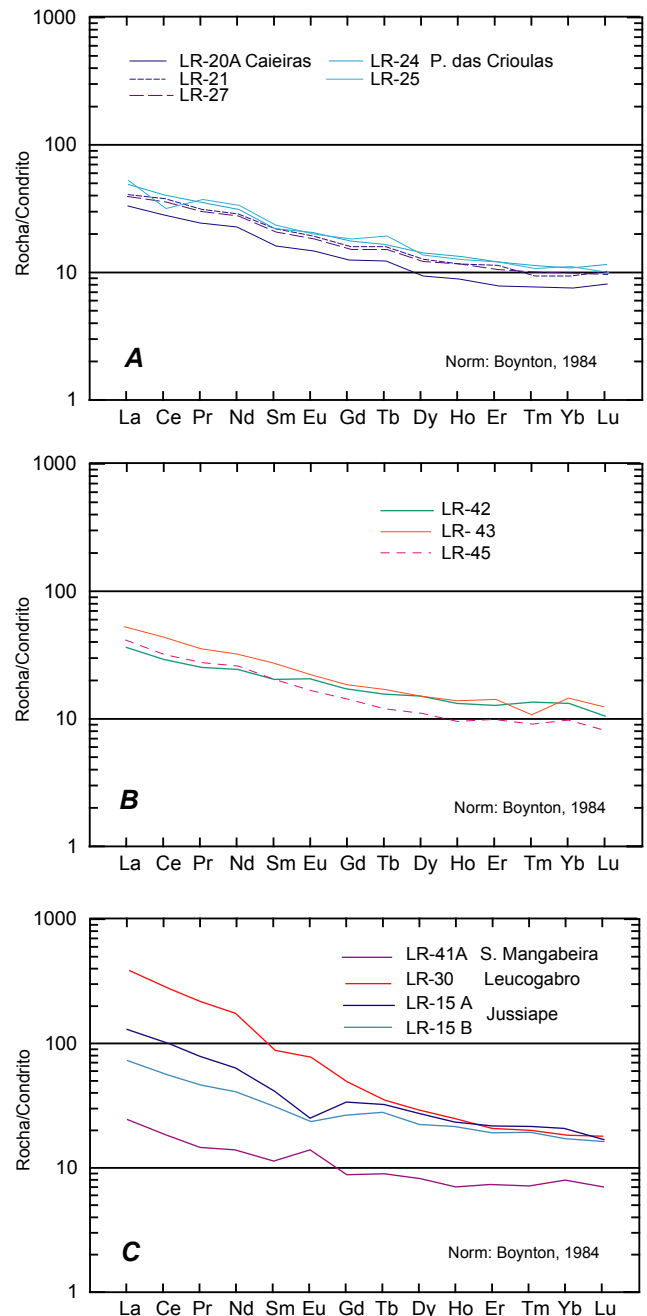 1000
LR-20A Caieiras LR-24 P. das Crioulas
LR-21 LR-25
LR-27
100
Rocha/Condrito
10
A Norm: Boynton, 1984
1
La Ce Pr Nd Sm Eu Gd Tb Dy Ho Er Tm Yb Lu
1000
LR-42
LR- 43
LR-45
100
Rocha/Condrito
10
B Norm: Boynton, 1984
1
La Ce Pr Nd Sm Eu Gd Tb Dy Ho Er Tm Yb Lu
1000
LR-41A S. Mangabeira
LR-30 Leucogabro
LR-15 A
Jussiape
LR-15 B
100
Rocha/Condrito
10
C Norm: Boynton, 1984
1
La Ce Pr Nd Sm Eu Gd Tb Dy Ho Er Tm Yb Lu